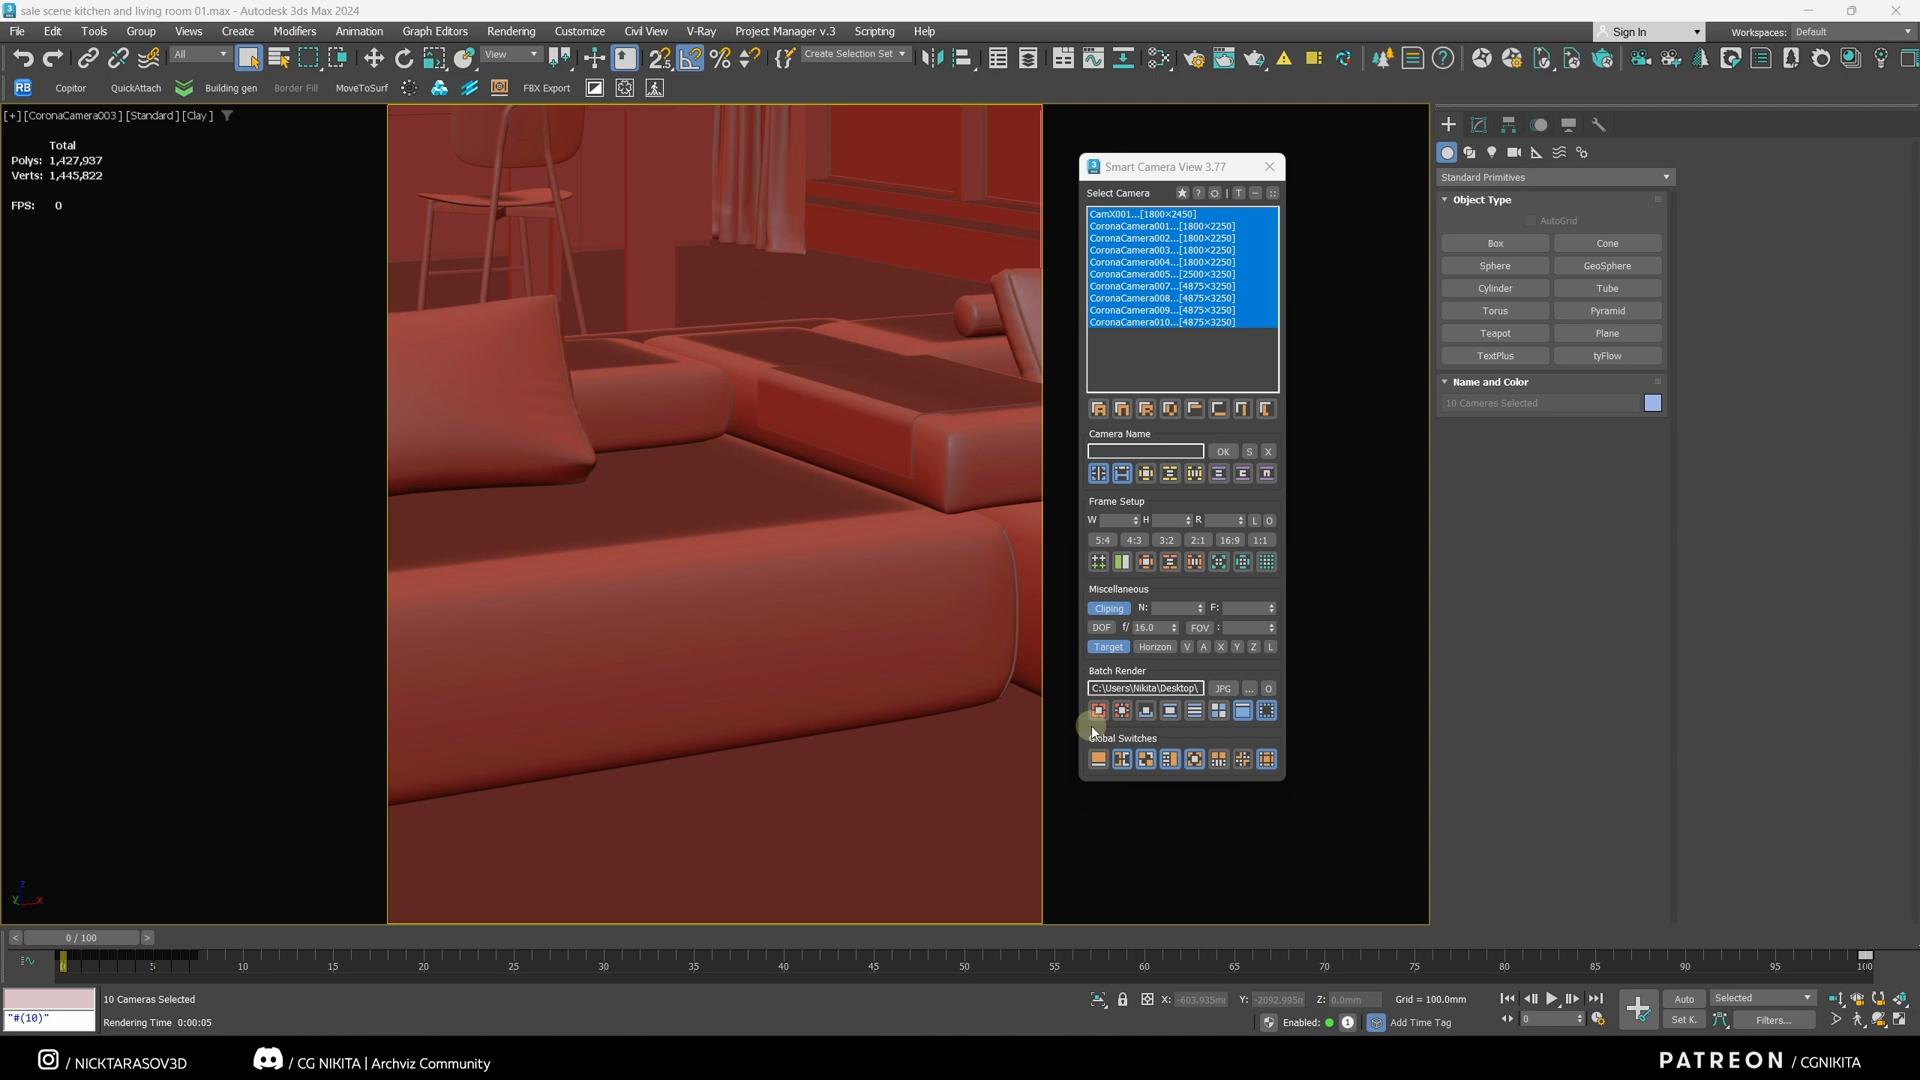 sale scene kitchen and living room 01.max - Autodesk 3ds Max 2024
File Edit Tools Group Views Create Modifiers Animation Graph Editors Rendering Customize Civil View V-Ray Project Manager v.3 Scripting Help
Sign In Workspaces: Default
All View Create Selection Set
RB Copitor QuickAttach Building gen Border Fill MoveToSurf FBX Export
[+] [CoronaCamera003] [Standard] [Clay]
Total
Polys: 1,427,937
Verts: 1,445,822
FPS: 0
Smart Camera View 3.77
Select Camera ? | T
CamX001...[1800×2450]
CoronaCamera001...[1800×2250]
CoronaCamera002...[1800×2250]
CoronaCamera003...[1800×2250]
CoronaCamera004...[1800×2250]
CoronaCamera005...[2500×3250]
CoronaCamera007...[4875×3250]
CoronaCamera008...[4875×3250]
CoronaCamera009...[4875×3250]
CoronaCamera010...[4875×3250]
Camera Name
OK S X
Frame Setup
W H R L O
5:4 4:3 3:2 2:1 16:9 1:1
Miscellaneous
Cliping N: F:
DOF f/ 16.0 FOV :
Target Horizon V A X Y Z L
Batch Render
C:\Users\Nikita\Desktop\ JPG ... O
Global Switches
Standard Primitives
Object Type
AutoGrid
Box Cone
Sphere GeoSphere
Cylinder Tube
Torus Pyramid
Teapot Plane
TextPlus tyFlow
Name and Color
10 Cameras Selected
z
y x
< 0 / 100 >
0 5 10 15 20 25 30 35 40 45 50 55 60 65 70 75 80 85 90 95 100
10 Cameras Selected
"#(10)"
Rendering Time 0:00:05
X: -603.935mm Y: -2092.995n Z: 0.0mm Grid = 100.0mm
Enabled: 1 Add Time Tag
0
Auto Selected
Set K. Filters...
/ NICKTARASOV3D
/ CG NIKITA | Archviz Community
PATREON / CGNIKITA